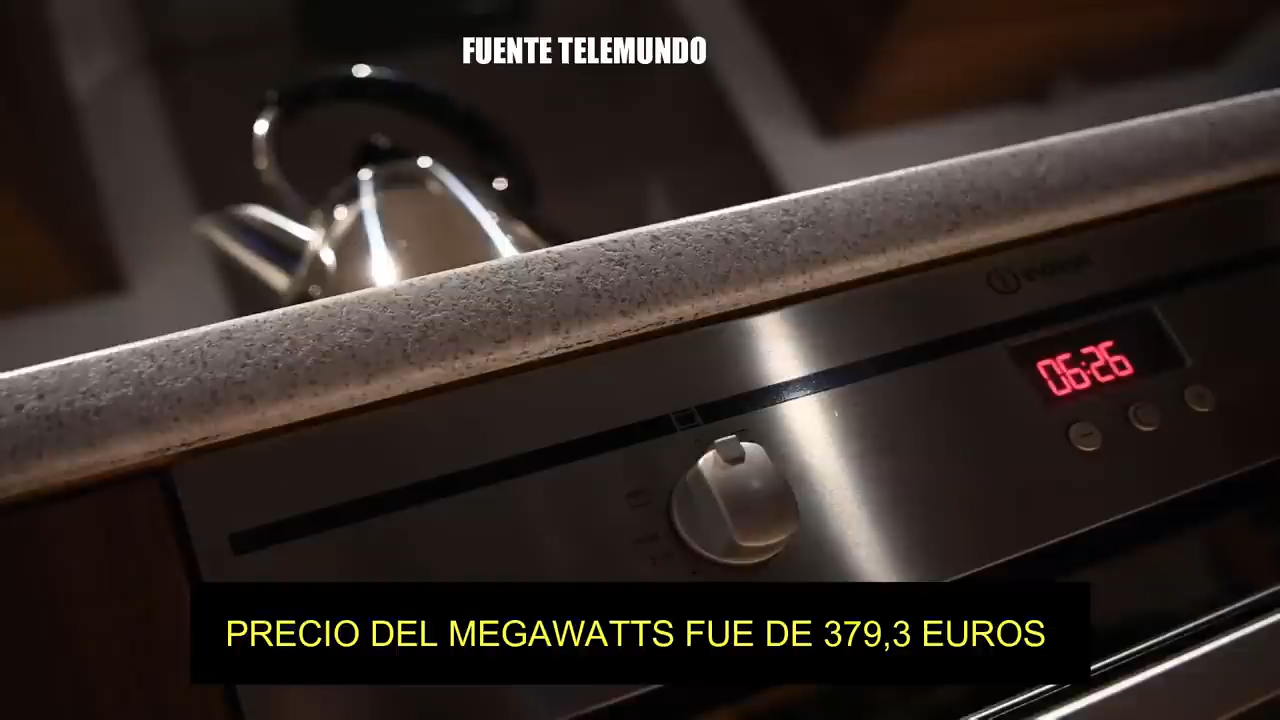 FUENTE TELEMUNDO
06:26
PRECIO DEL MEGAWATTS FUE DE 379,3 EUROS